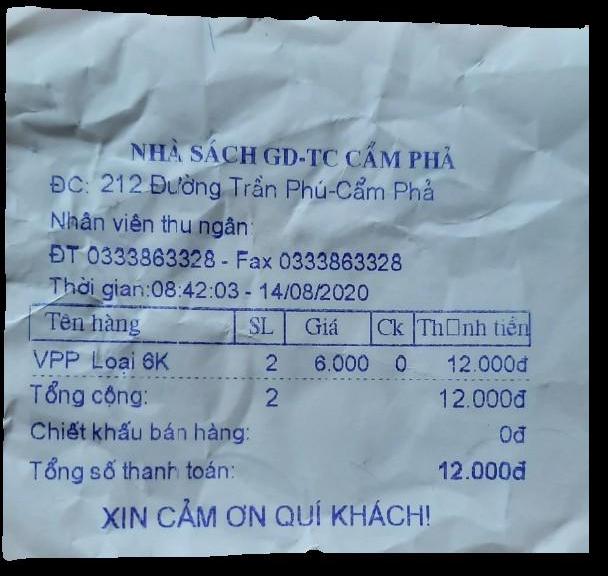 NHÀ SÁCH GD-TC CẨM PHẢ
ĐC: 212 Đường Trần Phú-Cẩm Phả
Nhân viên thu ngân:
ĐT 0333863328 - Fax 0333863328
Thời gian:08:42:03 - 14/08/2020
Tên hàng SL Giá Ck Th□nh tiền
VPP Loại 6K 2 6.000 0 12.000đ
Tổng cộng: 2 12.000đ
Chiết khấu bán hàng: 0đ
Tổng số thanh toán: 12.000đ
XIN CẢM ƠN QUÍ KHÁCH!